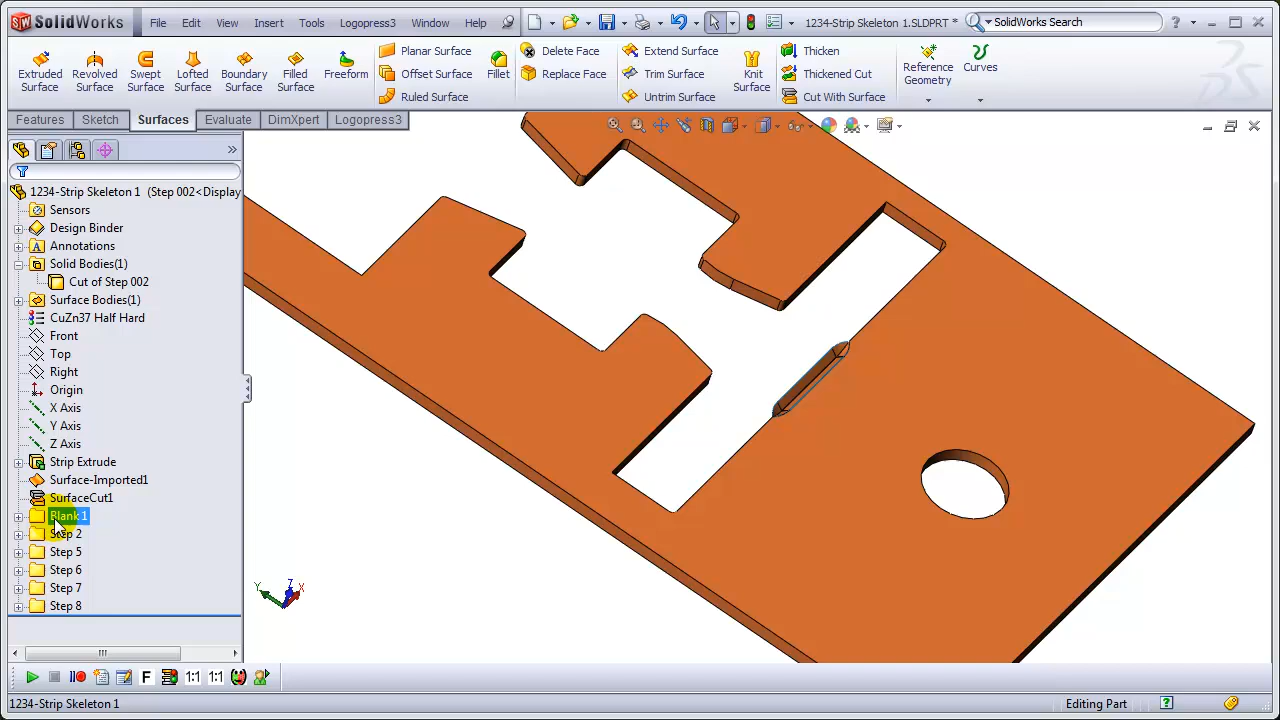 SolidWorks File Edit View Insert Tools Logopress3 Window Help 1234-Strip Skeleton 1.SLDPRT * SolidWorks Search
Extruded Surface
Revolved Surface
Swept Surface
Lofted Surface
Boundary Surface
Filled Surface
Freeform
Planar Surface
Offset Surface
Ruled Surface
Fillet
Delete Face
Replace Face
Extend Surface
Trim Surface
Untrim Surface
Knit Surface
Thicken
Thickened Cut
Cut With Surface
Reference Geometry
Curves
Features Sketch Surfaces Evaluate DimXpert Logopress3
1234-Strip Skeleton 1 (Step 002<Display
Sensors
Design Binder
Annotations
Solid Bodies(1)
Cut of Step 002
Surface Bodies(1)
CuZn37 Half Hard
Front
Top
Right
Origin
X Axis
Y Axis
Z Axis
Strip Extrude
Surface-Imported1
SurfaceCut1
Blank 1
Step 2
Step 5
Step 6
Step 7
Step 8
Y Z X
F 1:1 1:1
1234-Strip Skeleton 1 Editing Part